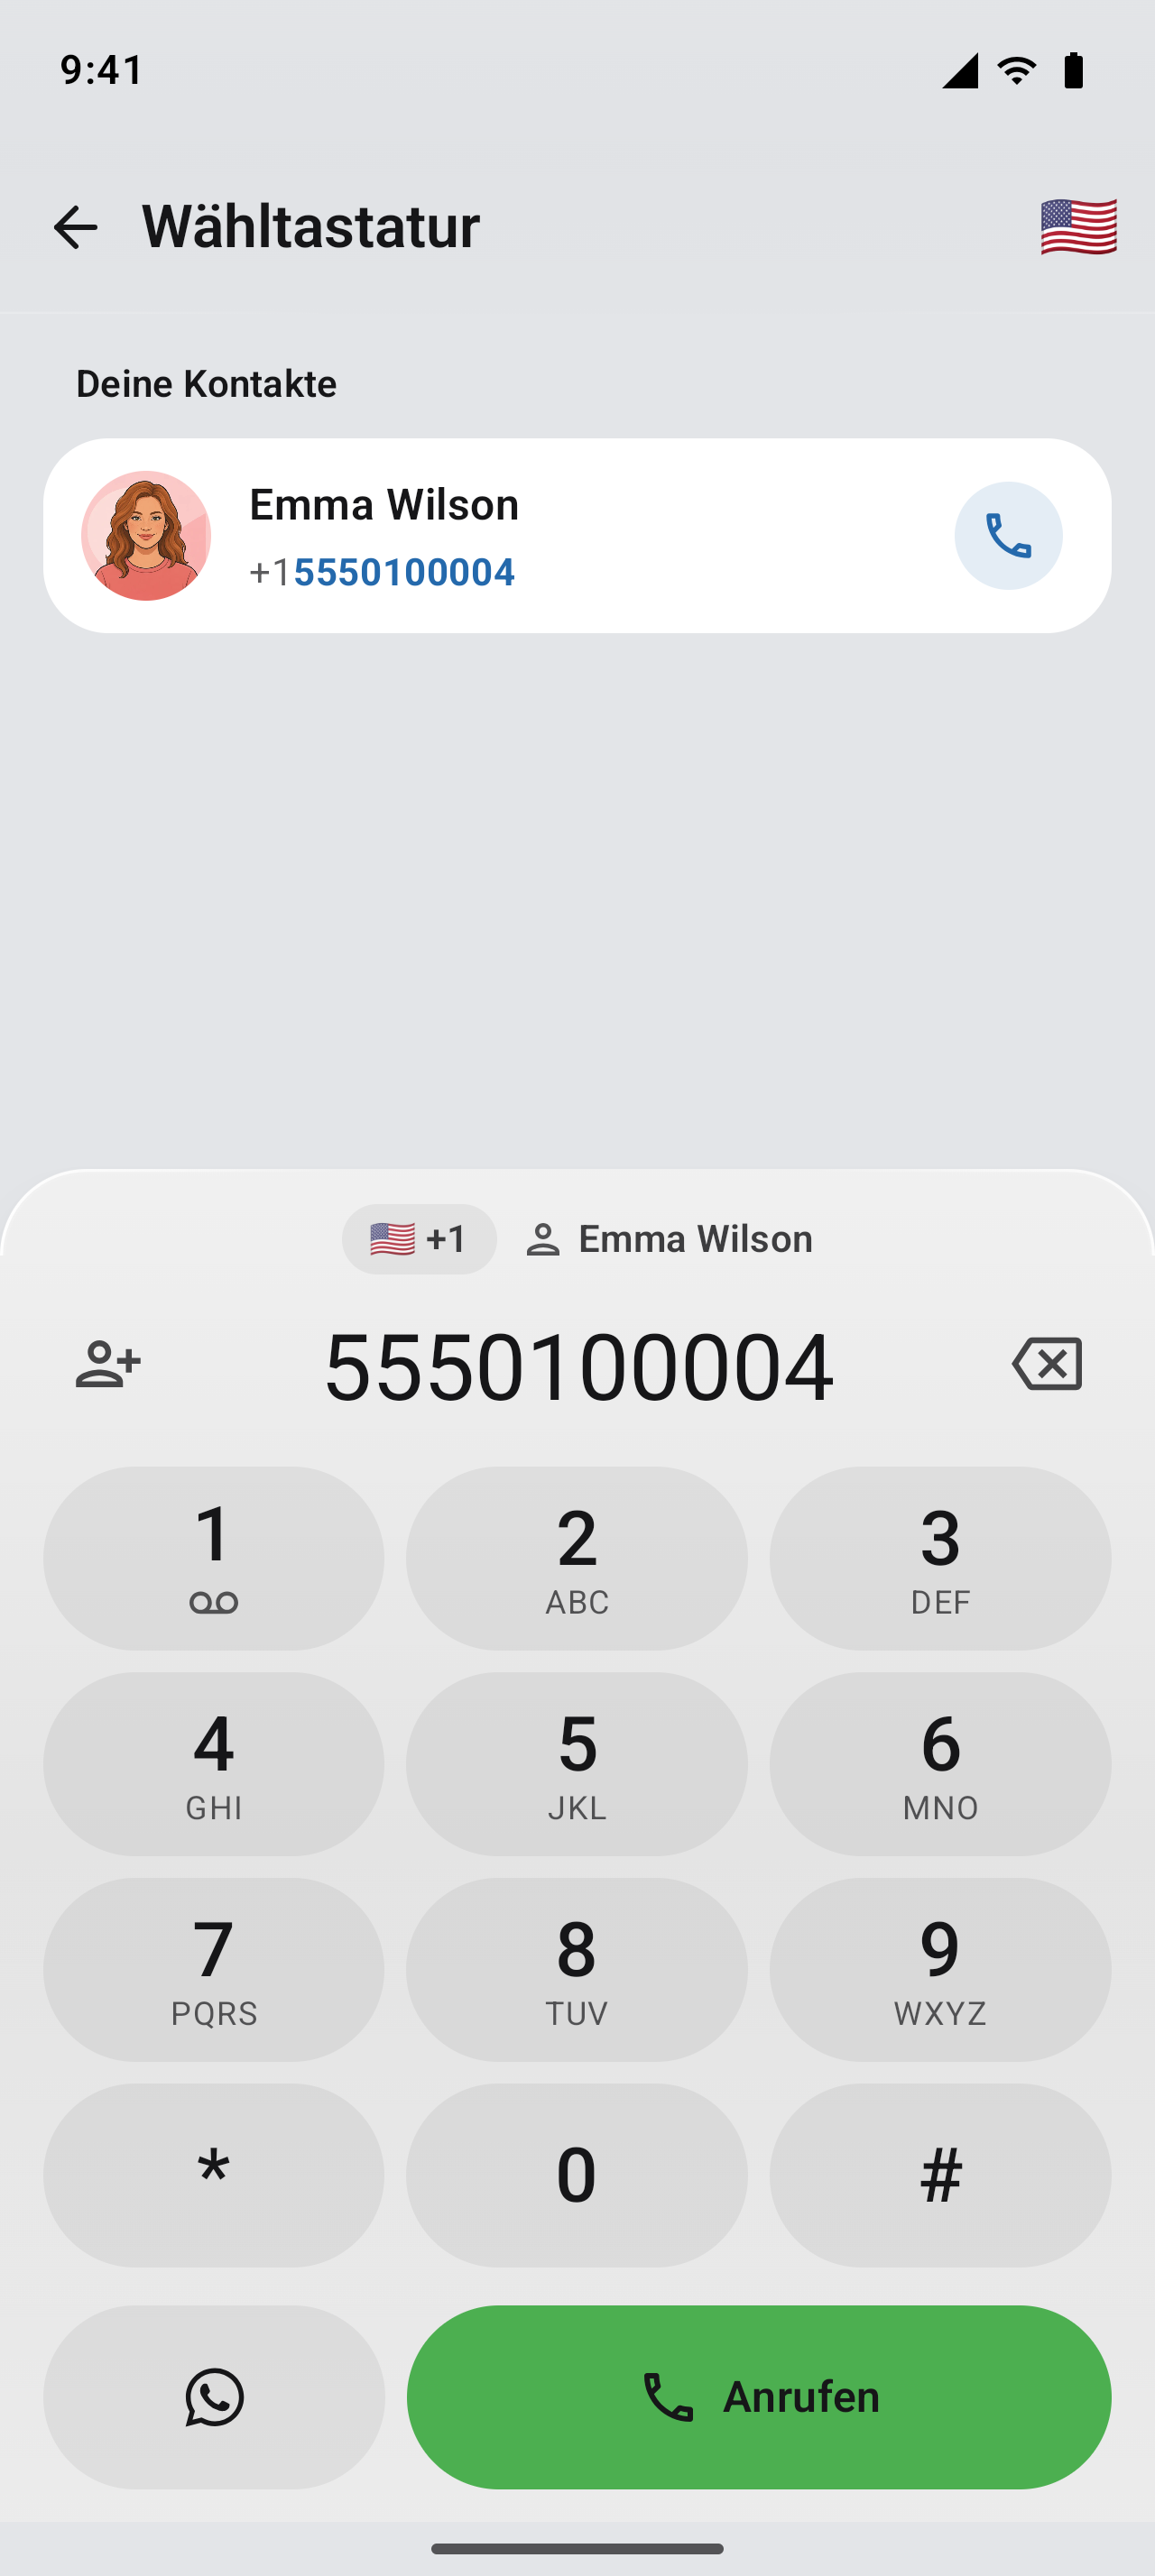 9:41
Wähltastatur
Deine Kontakte
Emma Wilson
+15550100004
+1 Emma Wilson
5550100004
1 2 3
ABC DEF
4 5 6
GHI JKL MNO
7 8 9
PQRS TUV WXYZ
* 0 #
Anrufen